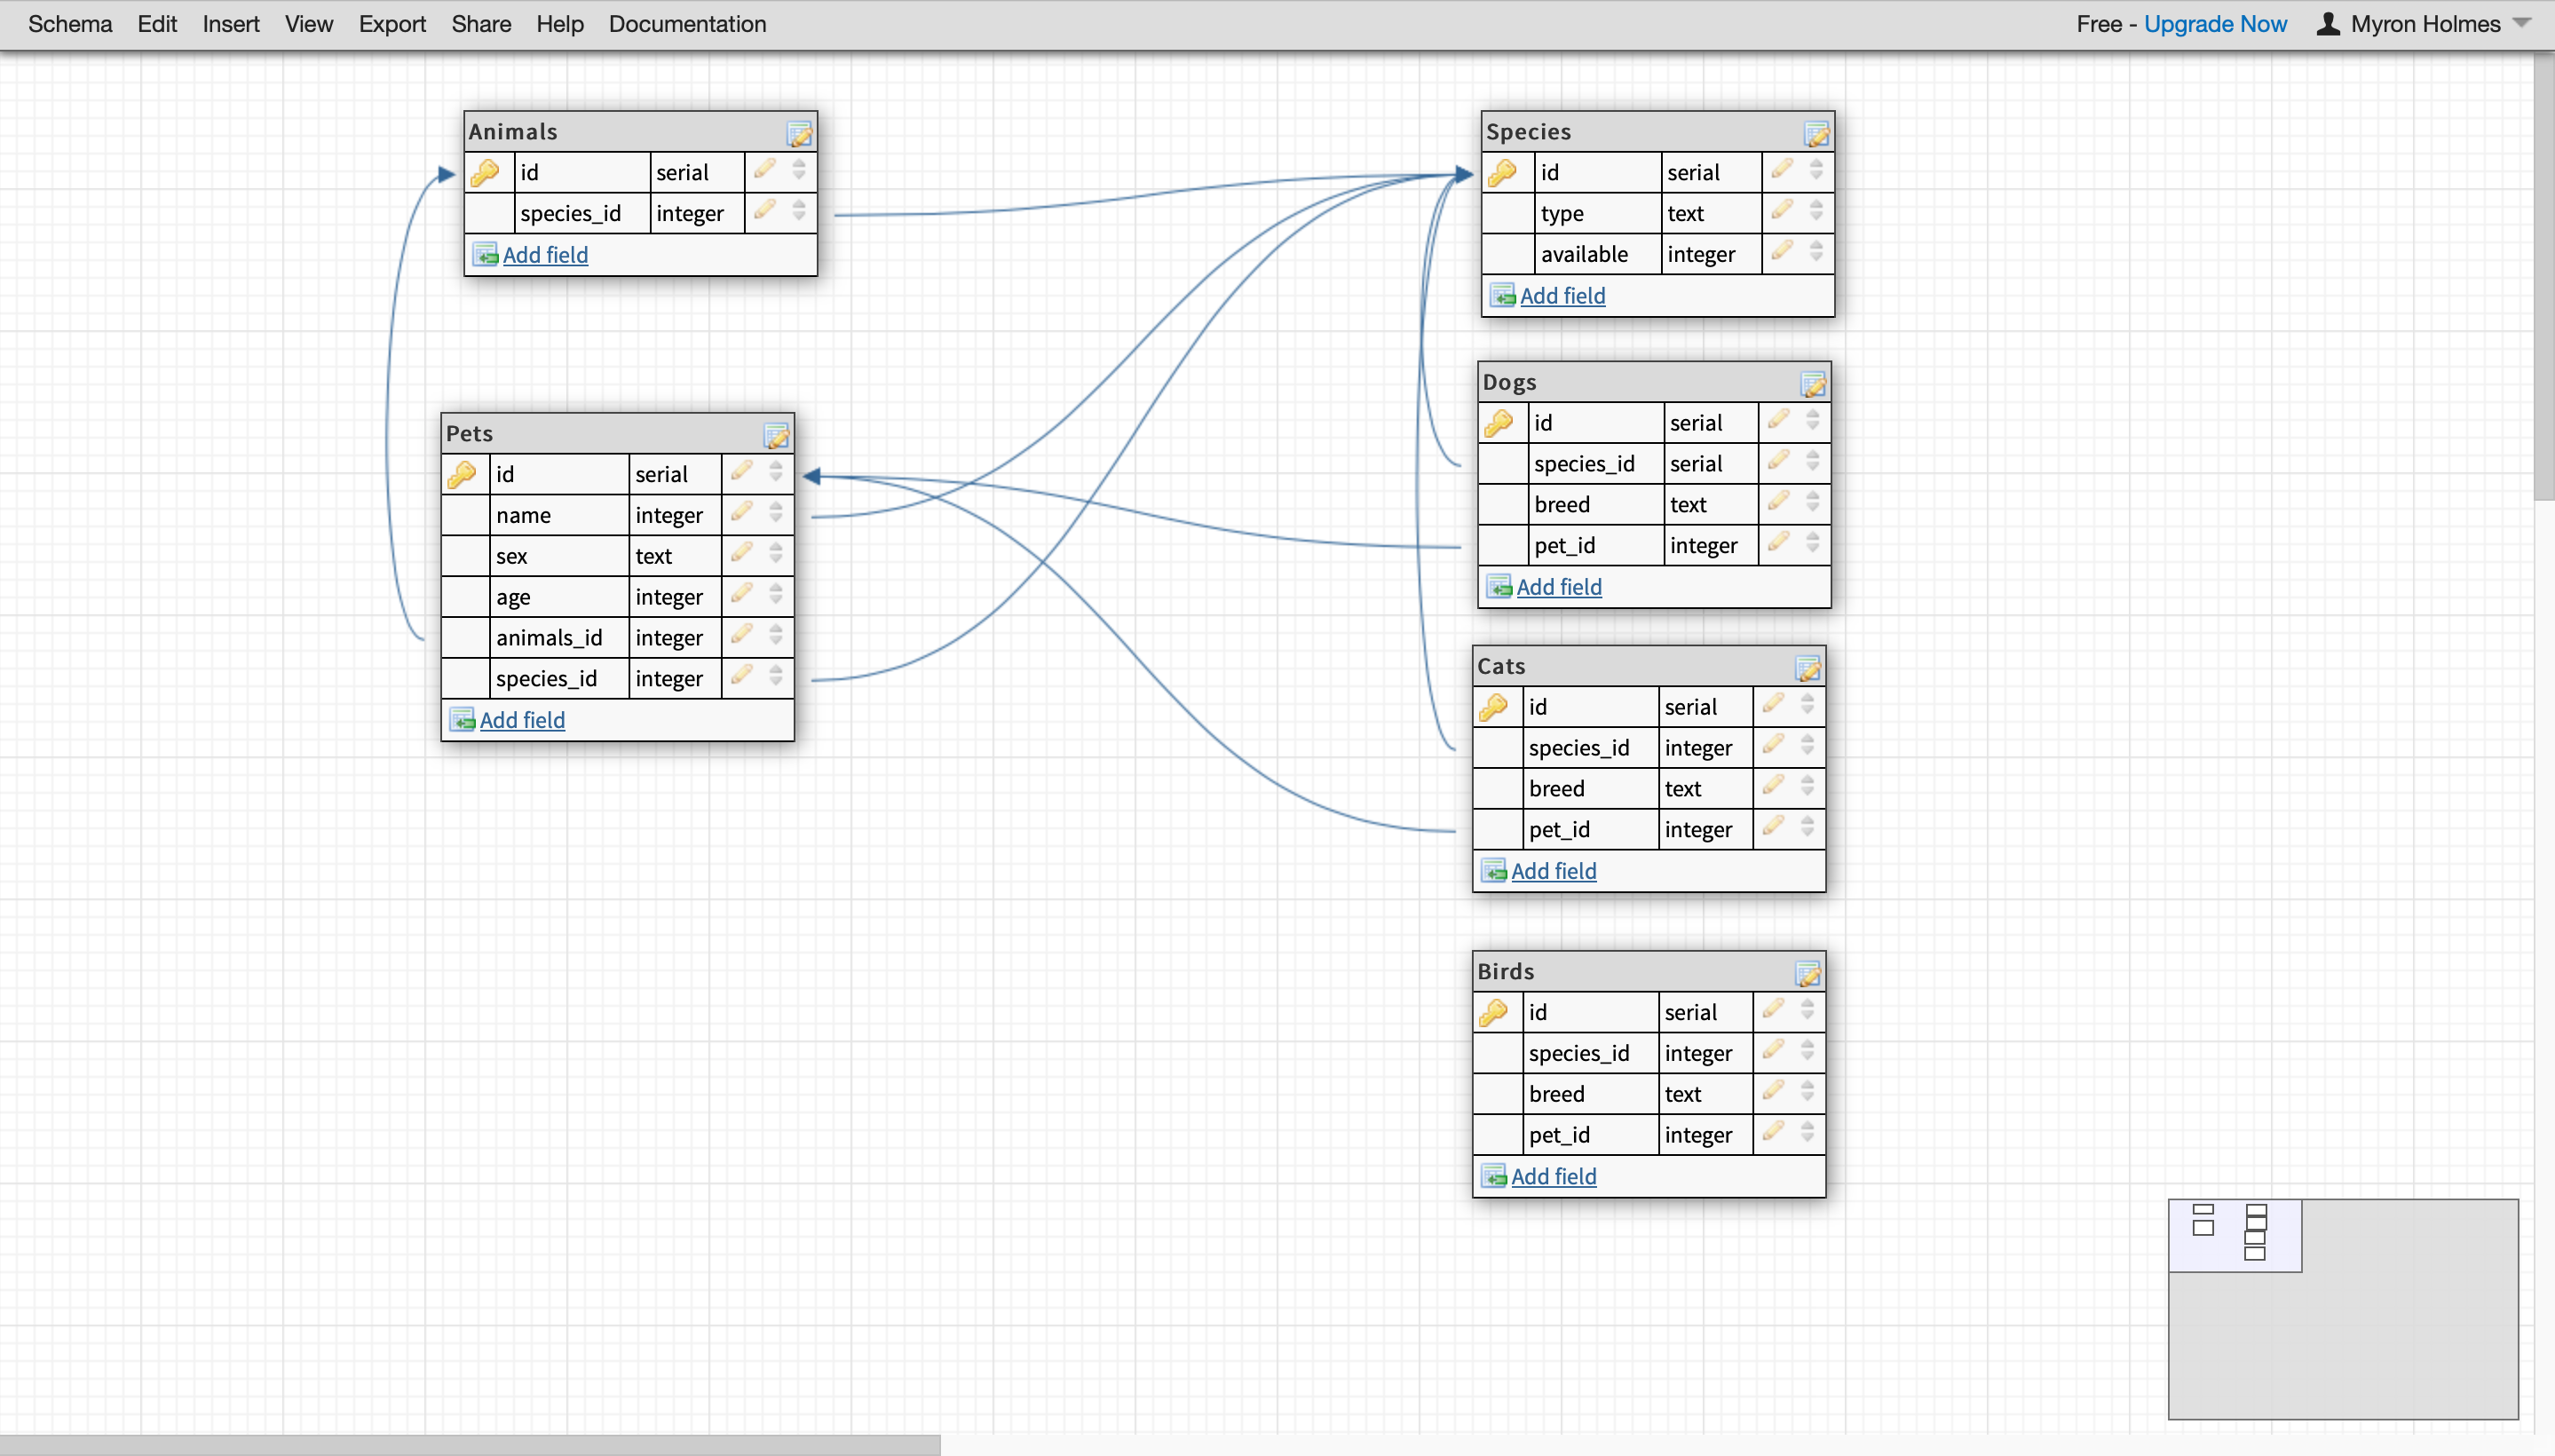 Schema Edit Insert View Export Share Help Documentation Free - Upgrade Now Myron Holmes
Animals
id serial
species_id integer
Add field
Species
id serial
type text
available integer
Add field
Pets
id serial
name integer
sex text
age integer
animals_id integer
species_id integer
Add field
Dogs
id serial
species_id serial
breed text
pet_id integer
Add field
Cats
id serial
species_id integer
breed text
pet_id integer
Add field
Birds
id serial
species_id integer
breed text
pet_id integer
Add field